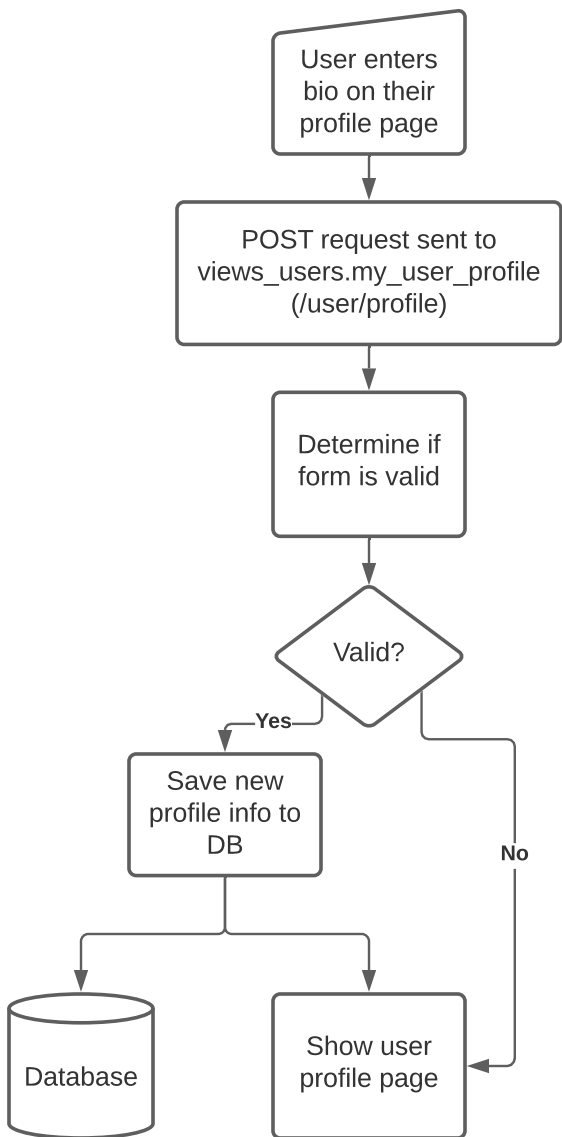 User enters
bio on their
profile page
POST request sent to
views_users.my_user_profile
(/user/profile)
Determine if
form is valid
Valid?
Yes
Save new
profile info to
DB
No
Database
Show user
profile page